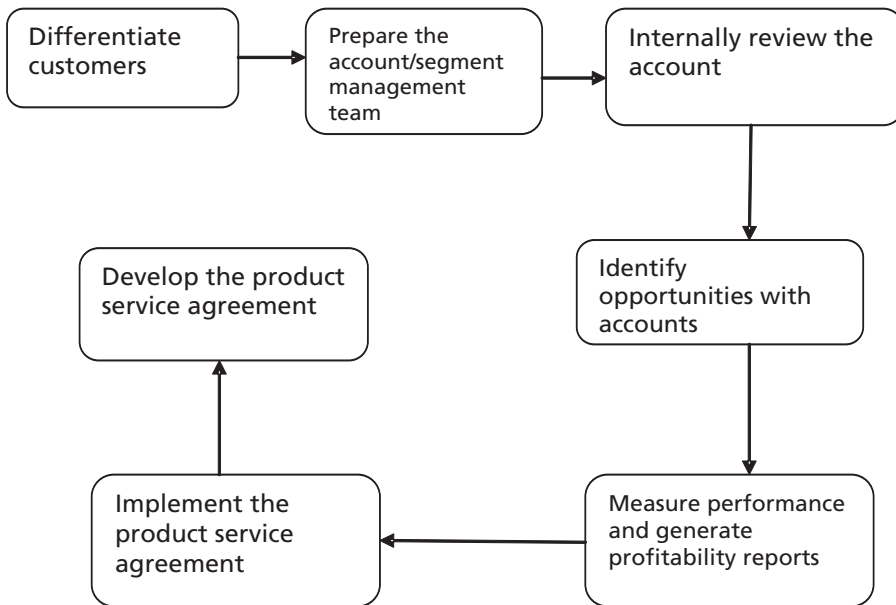 Differentiate
customers
Prepare the
account/segment
management
team
Internally review the
account
Identify
opportunities with
accounts
Measure performance
and generate
profitability reports
Implement the
product service
agreement
Develop the product
service agreement